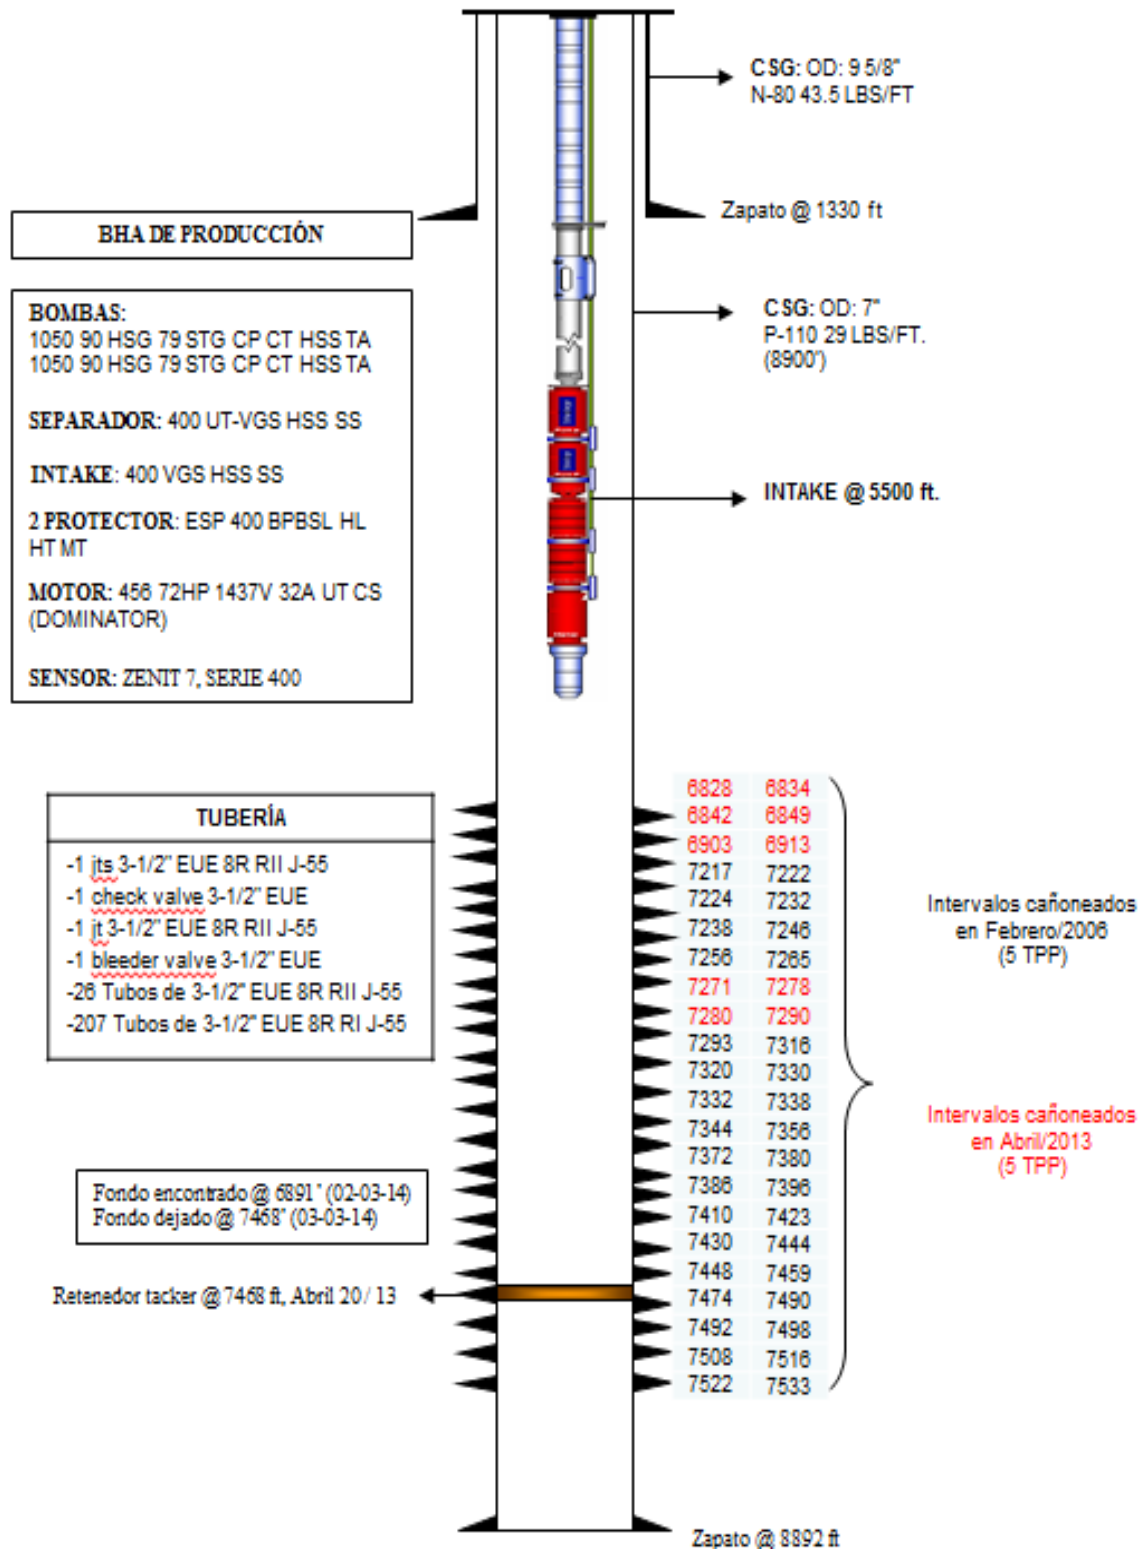 CSG: OD: 9 5/8"
N-80 43.5 LBS/FT
Zapato @ 1330 ft
BHA DE PRODUCCIÓN
BOMBAS:
1050 90 HSG 79 STG CP CT HSS TA
1050 90 HSG 79 STG CP CT HSS TA
SEPARADOR: 400 UT-VGS HSS SS
INTAKE: 400 VGS HSS SS
2 PROTECTOR: ESP 400 BPBSL HL
HT MT
MOTOR: 456 72HP 1437V 32A UT CS
(DOMINATOR)
SENSOR: ZENIT 7, SERIE 400
CSG: OD: 7"
P-110 29 LBS/FT.
(8900')
INTAKE @ 5500 ft.
TUBERÍA
-1 jts 3-1/2" EUE 8R RII J-55
-1 check valve 3-1/2" EUE
-1 jt 3-1/2" EUE 8R RII J-55
-1 bleeder valve 3-1/2" EUE
-26 Tubos de 3-1/2" EUE 8R RII J-55
-207 Tubos de 3-1/2" EUE 8R RI J-55
6828 6834
6842 6849
6903 6913
7217 7222
7224 7232
7238 7246
7256 7265
7271 7278
7280 7290
7293 7316
7320 7330
7332 7338
7344 7356
7372 7380
7386 7396
7410 7423
7430 7444
7448 7459
7474 7490
7492 7498
7508 7516
7522 7533
Intervalos cañoneados
en Febrero/2006
(5 TPP)
Intervalos cañoneados
en Abril/2013
(5 TPP)
Fondo encontrado @ 6891' (02-03-14)
Fondo dejado @ 7468' (03-03-14)
Retenedor tacker @ 7468 ft, Abril 20 / 13
Zapato @ 8892 ft